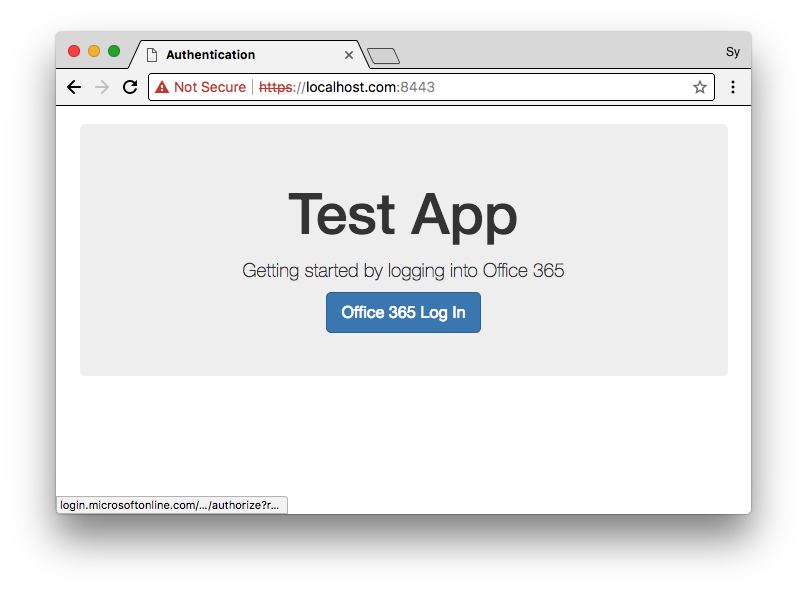 Authentication
Sy
Not Secure https://localhost.com:8443
Test App
Getting started by logging into Office 365
Office 365 Log In
login.microsoftonline.com/.../authorize?r...